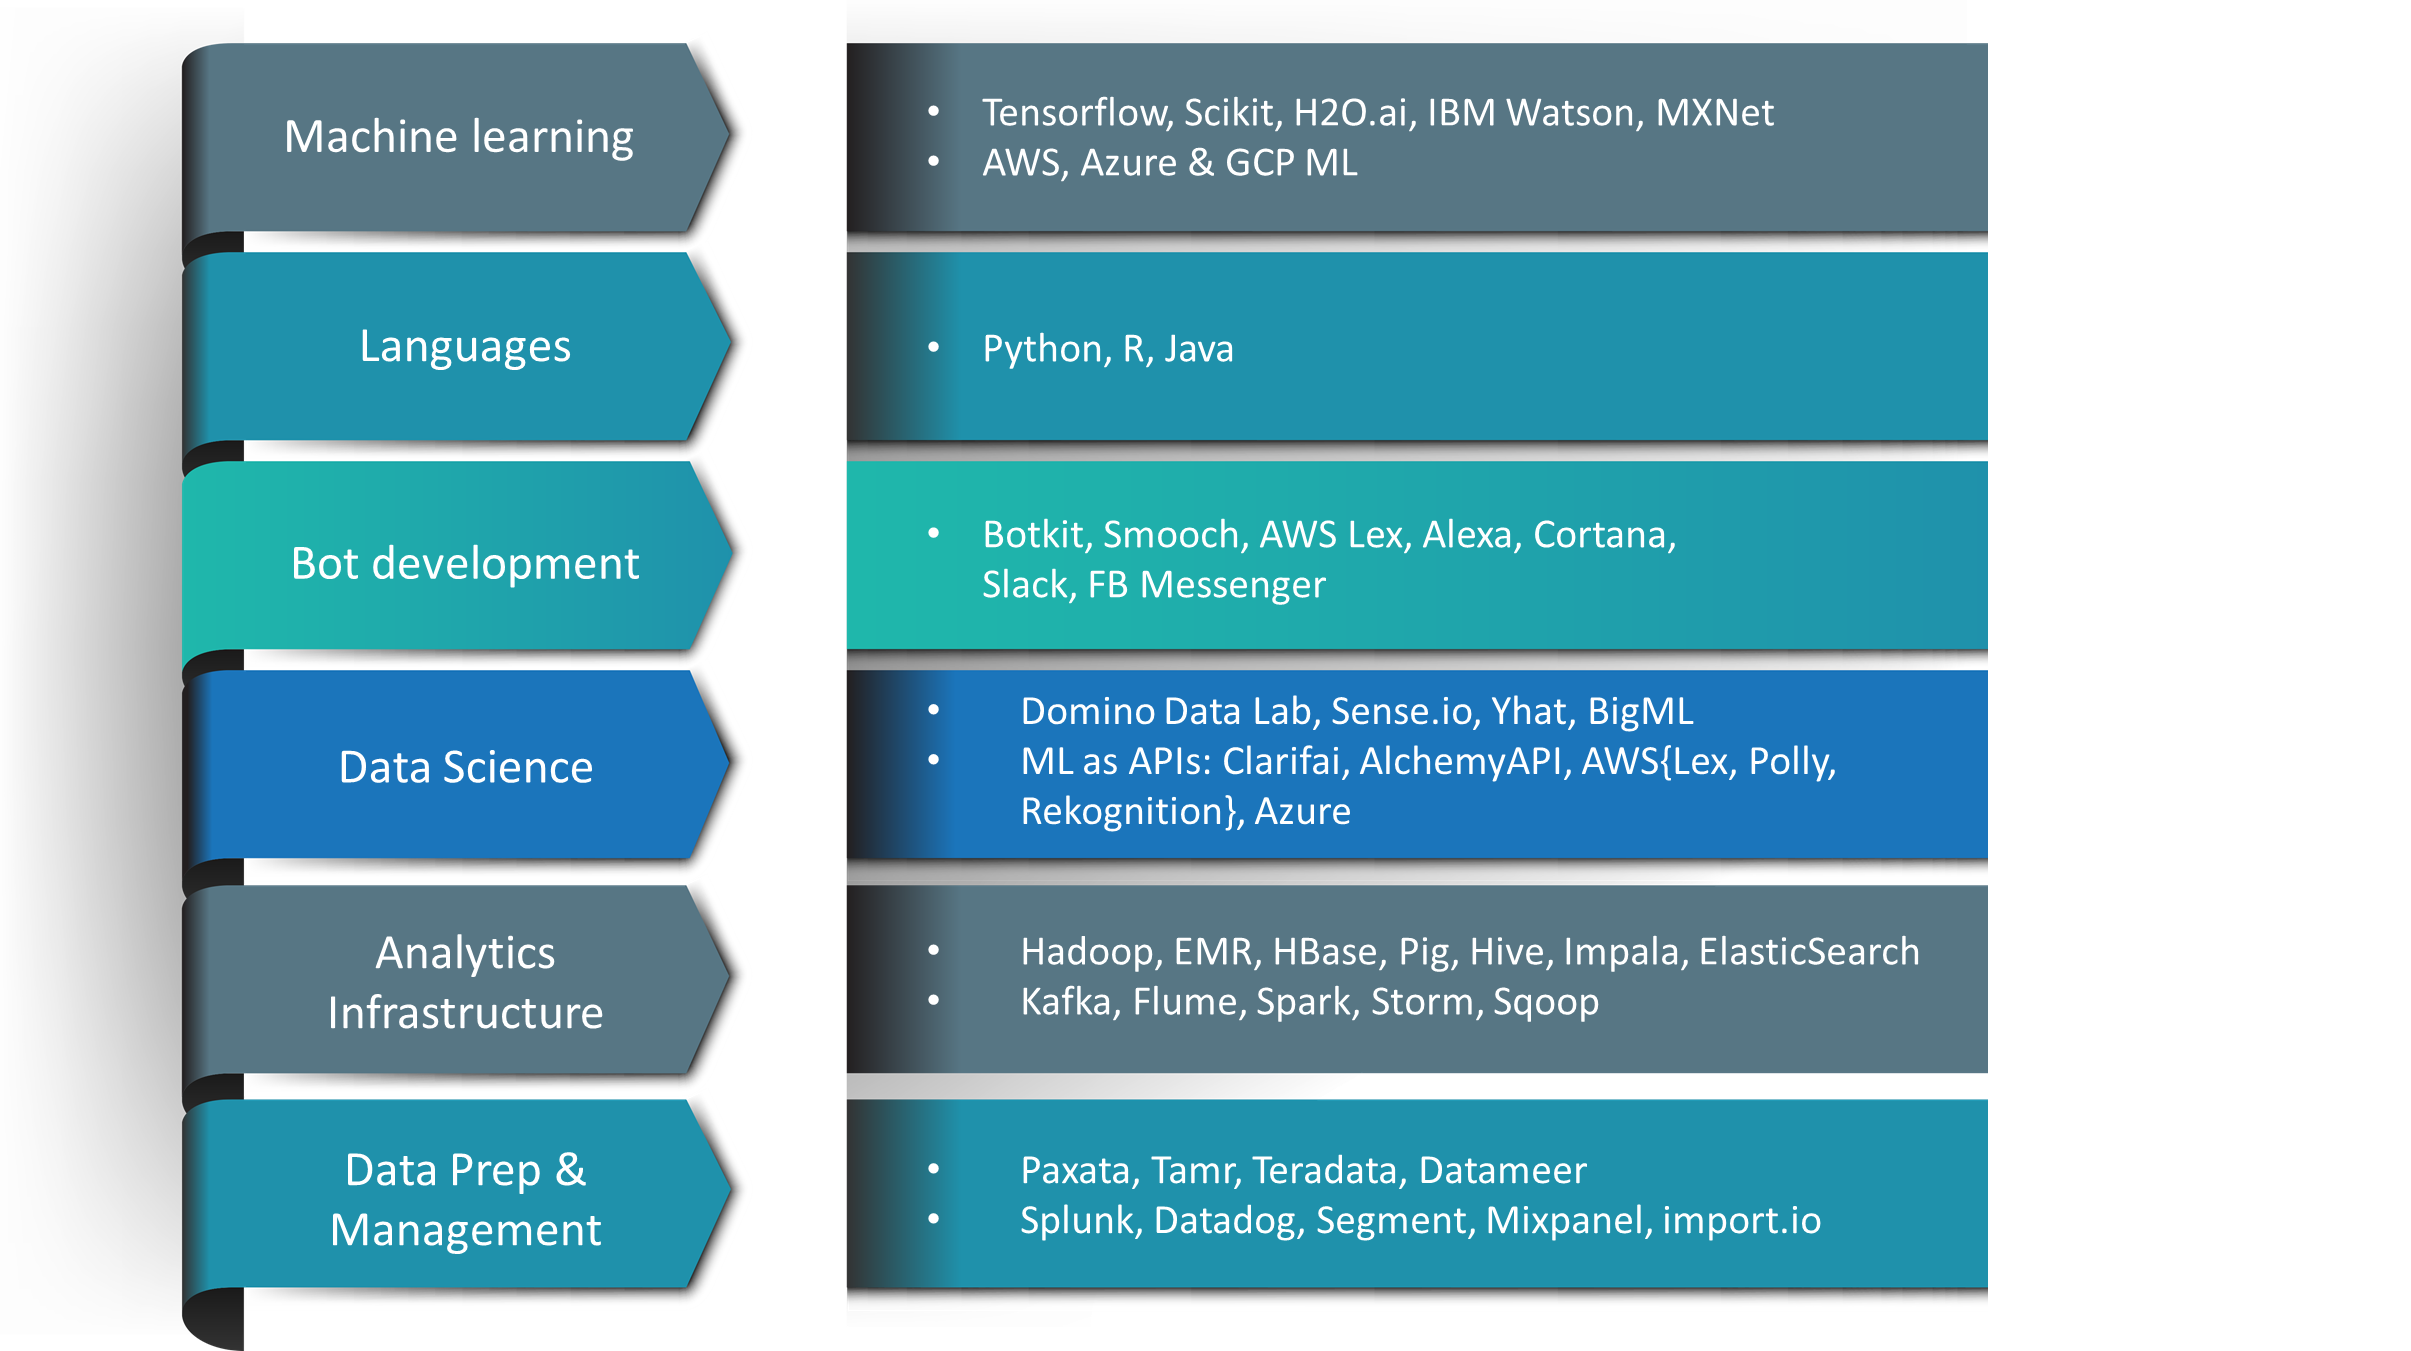 Machine learning
• Tensorflow, Scikit, H2O.ai, IBM Watson, MXNet
• AWS, Azure & GCP ML
Languages
• Python, R, Java
Bot development
• Botkit, Smooch, AWS Lex, Alexa, Cortana,
Slack, FB Messenger
Data Science
• Domino Data Lab, Sense.io, Yhat, BigML
• ML as APIs: Clarifai, AlchemyAPI, AWS{Lex, Polly,
Rekognition}, Azure
Analytics
Infrastructure
• Hadoop, EMR, HBase, Pig, Hive, Impala, ElasticSearch
• Kafka, Flume, Spark, Storm, Sqoop
Data Prep &
Management
• Paxata, Tamr, Teradata, Datameer
• Splunk, Datadog, Segment, Mixpanel, import.io